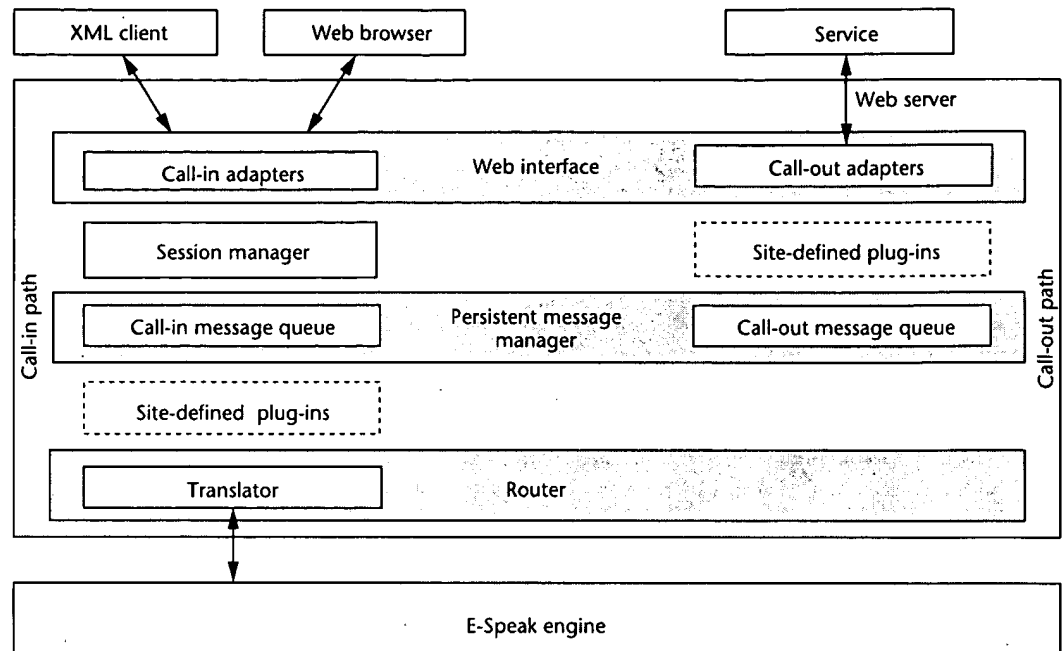 XML client
Web browser
Service
Web server
Call-in adapters
Web interface
Call-out adapters
Session manager
Site-defined plug-ins
Call-in path
Call-out path
Call-in message queue
Persistent message
manager
Call-out message queue
Site-defined plug-ins
Translator
Router
E-Speak engine